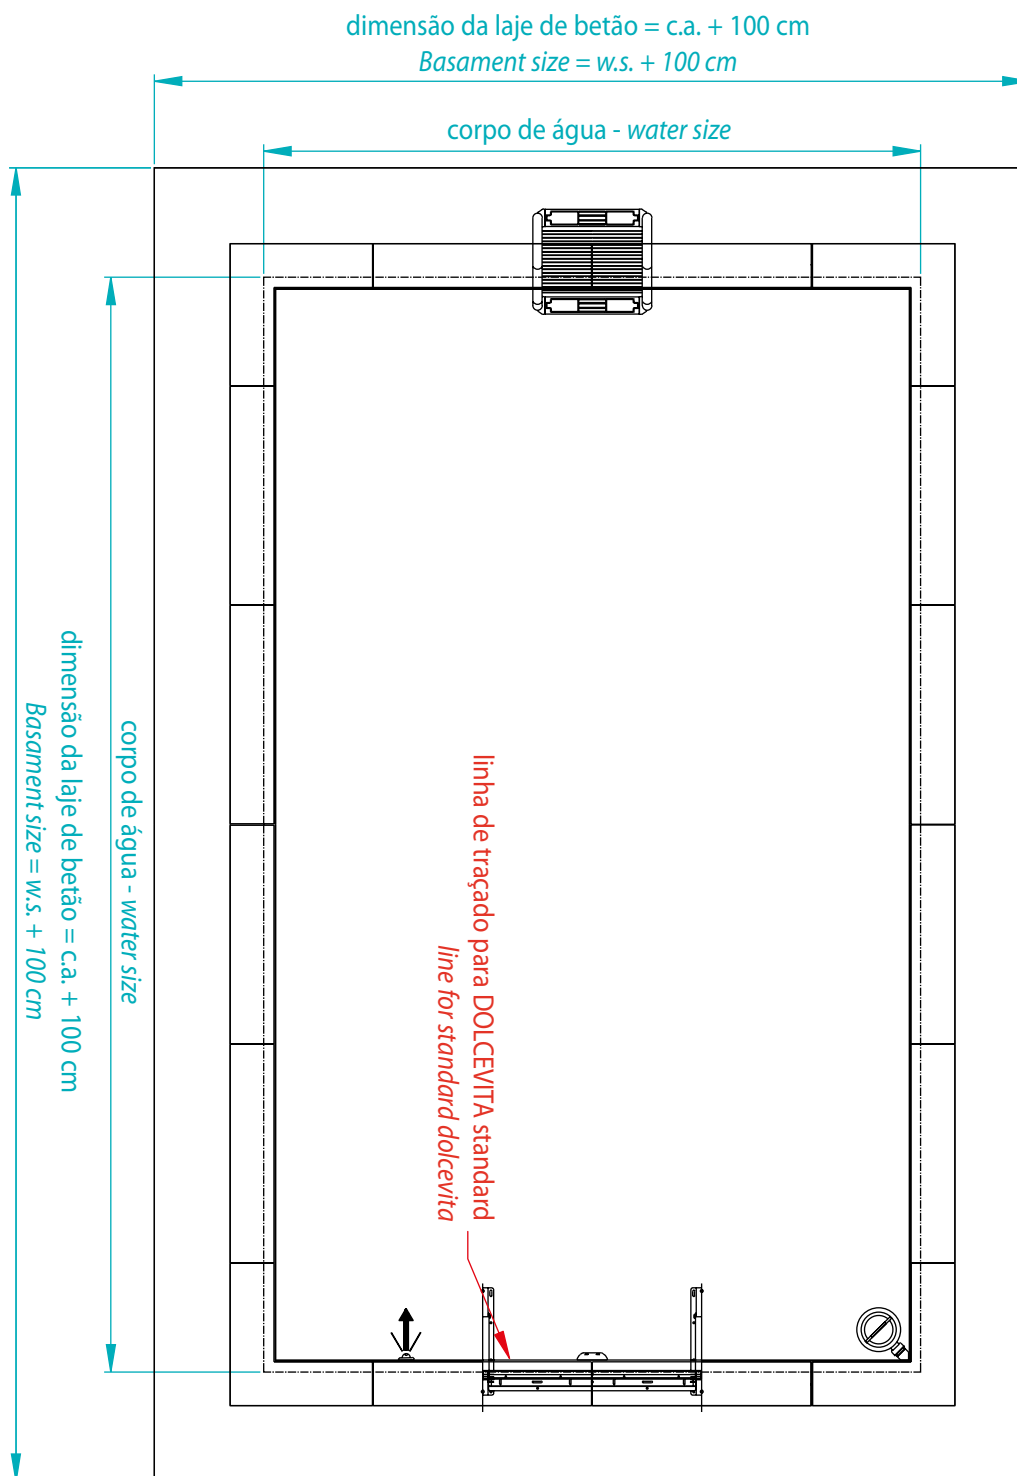 dimensão da laje de betão = c.a. + 100 cm
Basament size = w.s. + 100 cm
corpo de água - water size
dimensão da laje de betão = c.a. + 100 cm
Basament size = w.s. + 100 cm
corpo de água - water size
linha de traçado para DOLCEVITA standard
line for standard dolcevita